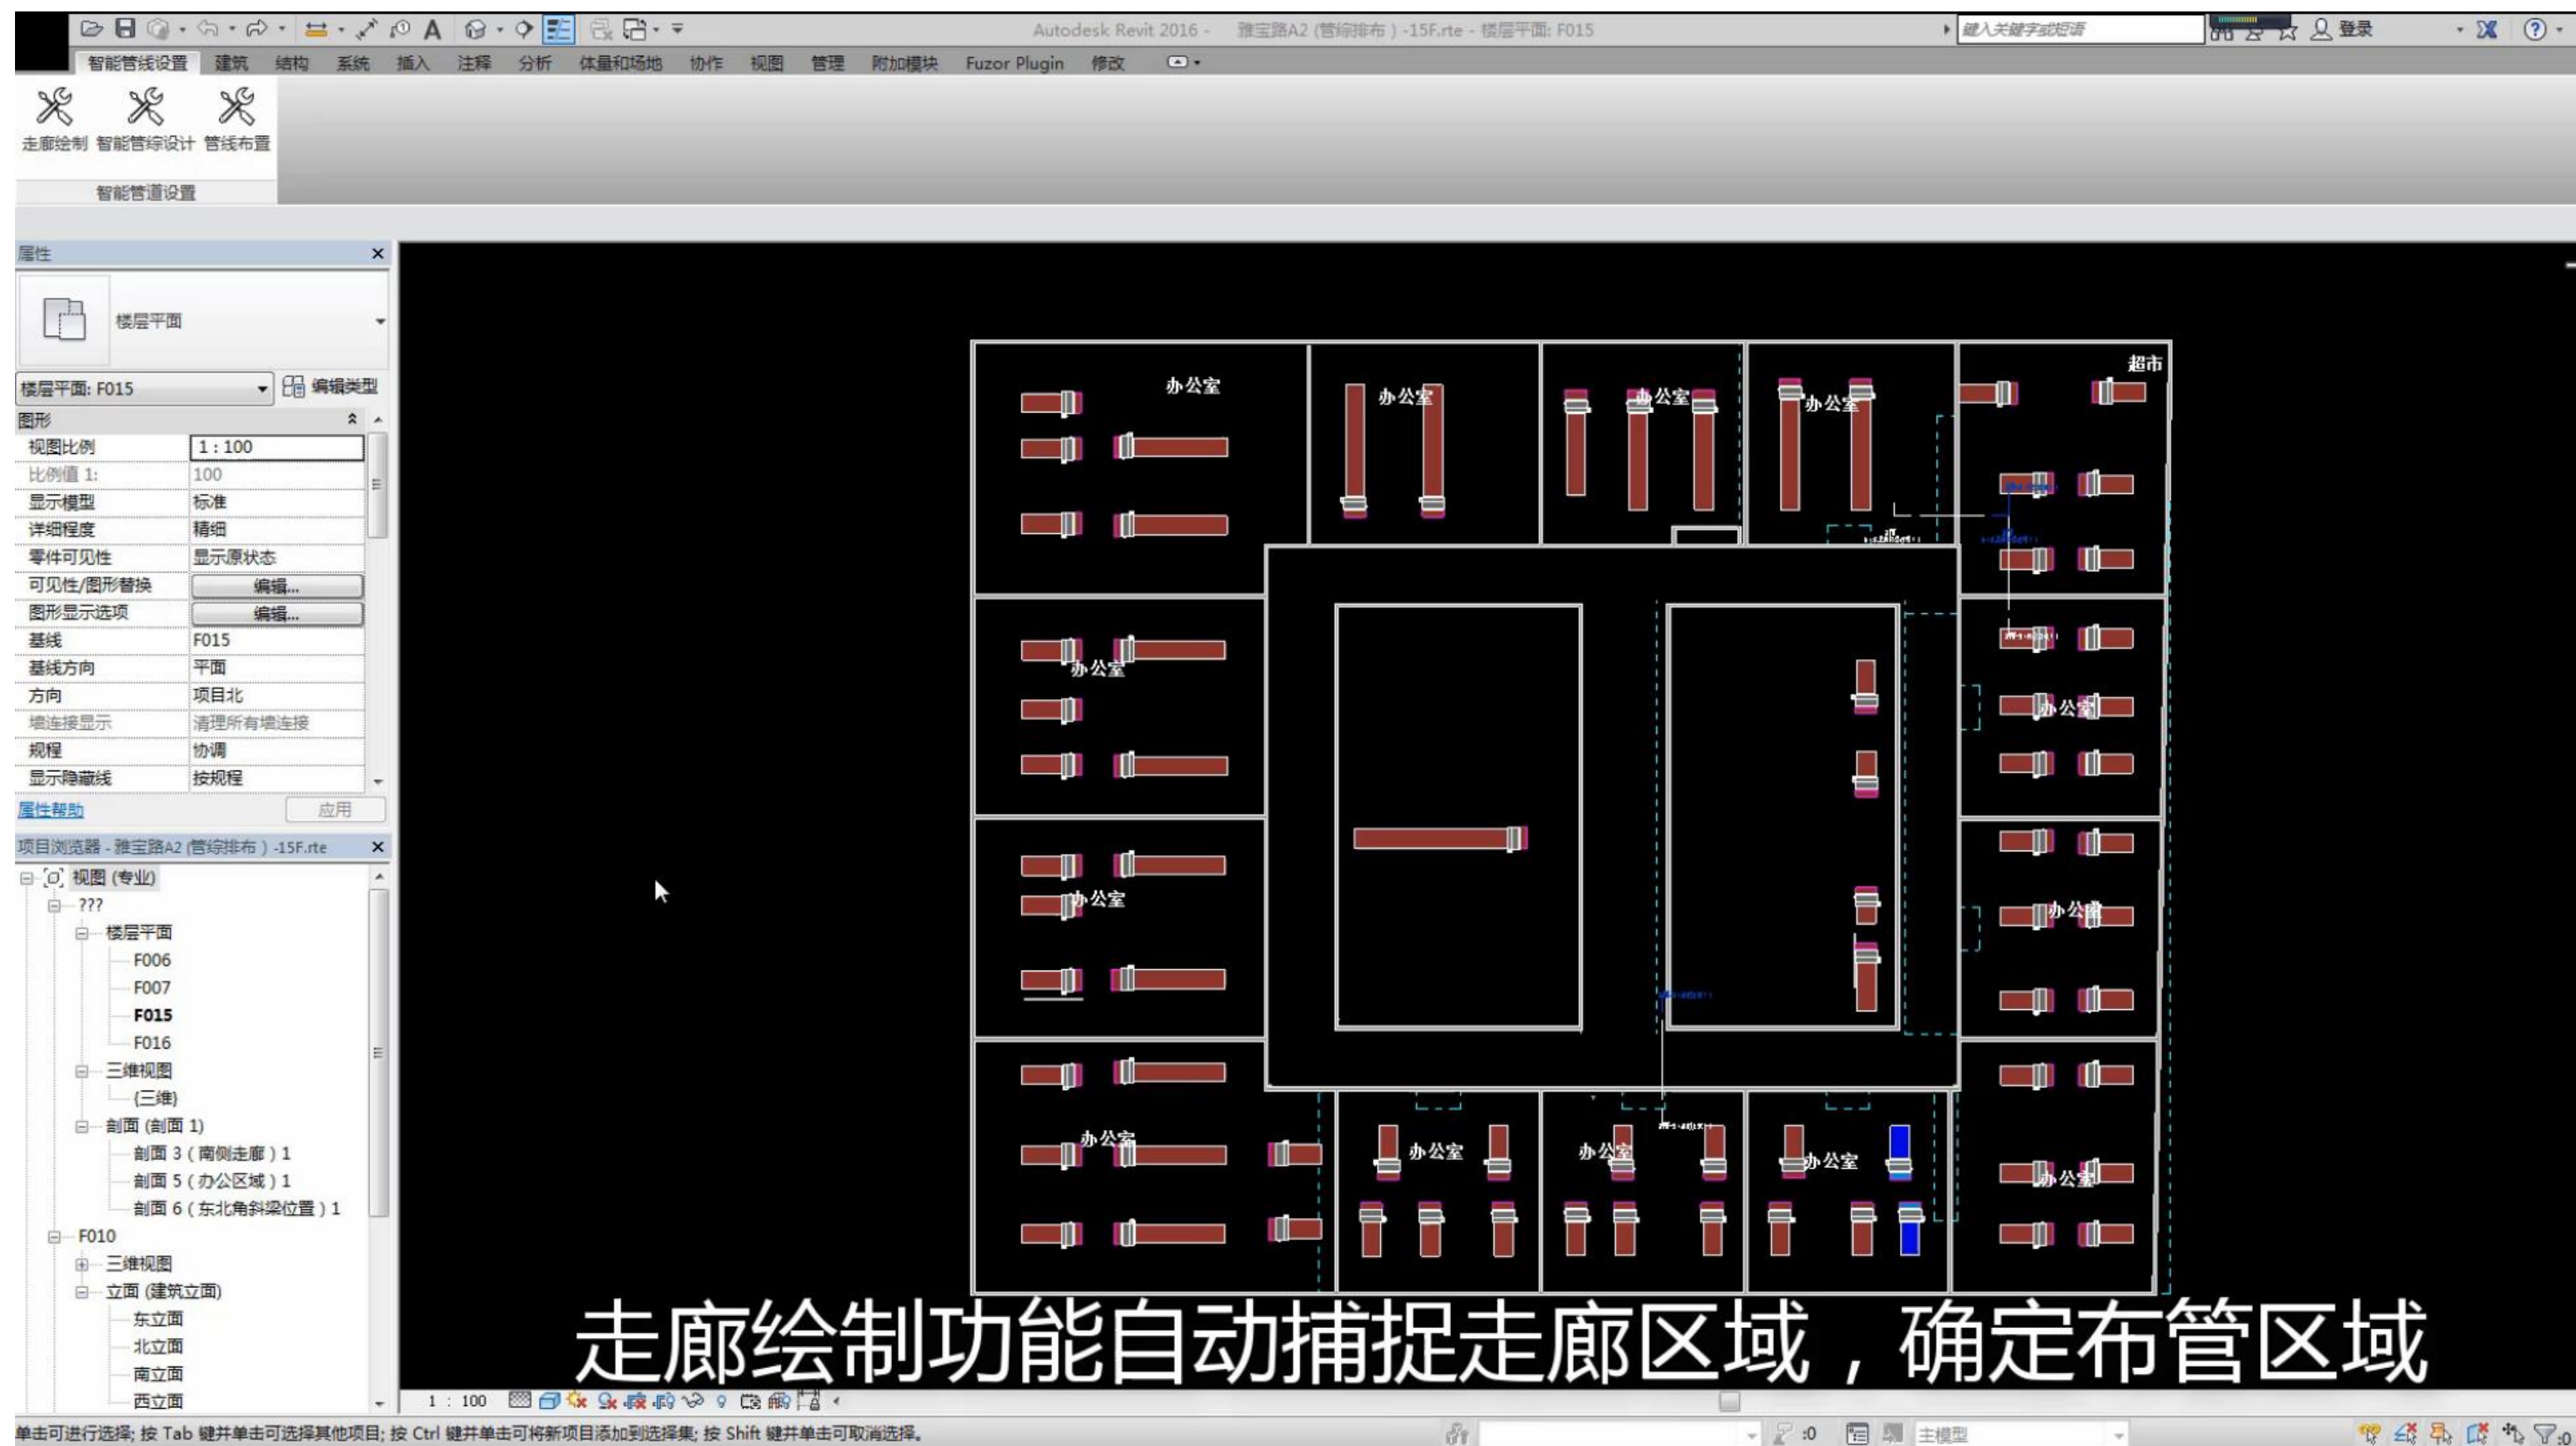 Autodesk Revit 2016 - 雅宝路A2 (管综排布 ) -15F.rte - 楼层平面: F015
键入关键字或短语
登录
智能管线设置 建筑 结构 系统 插入 注释 分析 体量和场地 协作 视图 管理 附加模块 Fuzor Plugin 修改
走廊绘制 智能管综设计 管线布置
智能管道设置
属性
楼层平面
楼层平面: F015 编辑类型
图形
视图比例 1 : 100
比例值 1: 100
显示模型 标准
详细程度 精细
零件可见性 显示原状态
可见性/图形替换 编辑...
图形显示选项 编辑...
基线 F015
基线方向 平面
方向 项目北
墙连接显示 清理所有墙连接
规程 协调
显示隐藏线 按规程
属性帮助 应用
项目浏览器 - 雅宝路A2 (管综排布 ) -15F.rte
视图 (专业)
???
楼层平面
F006
F007
F015
F016
三维视图
{三维}
剖面 (剖面 1)
剖面 3 ( 南侧走廊 ) 1
剖面 5 ( 办公区域 ) 1
剖面 6 ( 东北角斜梁位置 ) 1
F010
三维视图
立面 (建筑立面)
东立面
北立面
南立面
西立面
超市
办公室 办公室 办公室 办公室
办公室 办公室
办公室 办公室
办公室 办公室 办公室 办公室 办公室
走廊绘制功能自动捕捉走廊区域，确定布管区域
1 : 100
单击可进行选择; 按 Tab 键并单击可选择其他项目; 按 Ctrl 键并单击可将新项目添加到选择集; 按 Shift 键并单击可取消选择。
:0 主模型 :0